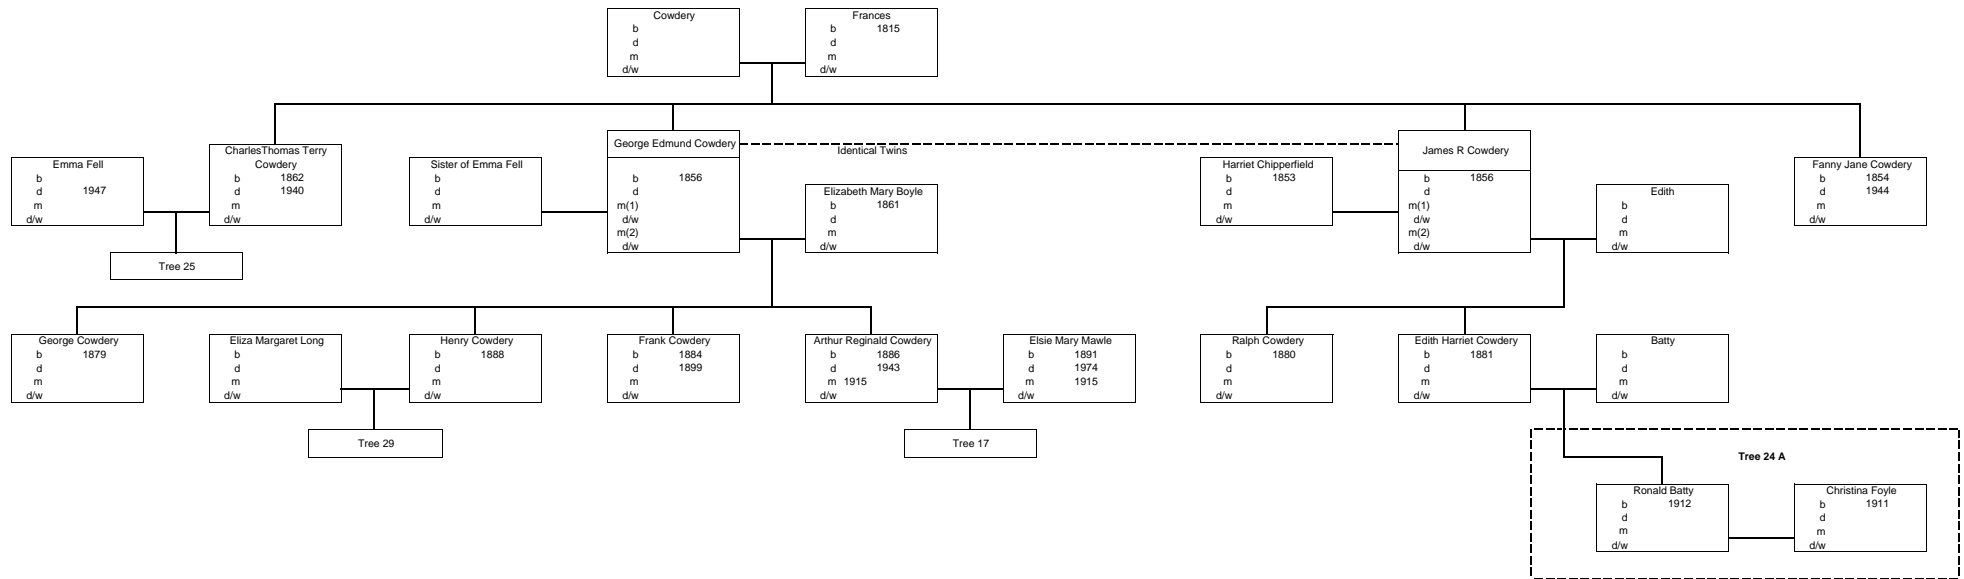 Cowdery
b
d
m
d/w
Frances
b 1815
d
m
d/w
Emma Fell
b
d 1947
m
d/w
CharlesThomas Terry
Cowdery
b 1862
d 1940
m
d/w
Tree 25
Sister of Emma Fell
b
d
m
d/w
George Edmund Cowdery
b 1856
d
m(1)
d/w
m(2)
d/w
Identical Twins
Elizabeth Mary Boyle
b 1861
d
m
d/w
Harriet Chipperfield
b 1853
d
m
d/w
James R Cowdery
b 1856
d
m(1)
d/w
m(2)
d/w
Edith
b
d
m
d/w
Fanny Jane Cowdery
b 1854
d 1944
m
d/w
George Cowdery
b 1879
d
m
d/w
Eliza Margaret Long
b
d
m
d/w
Henry Cowdery
b 1888
d
m
d/w
Tree 29
Frank Cowdery
b 1884
d 1899
m
d/w
Arthur Reginald Cowdery
b 1886
d 1943
m 1915
d/w
Elsie Mary Mawle
b 1891
d 1974
m 1915
d/w
Tree 17
Ralph Cowdery
b 1880
d
m
d/w
Edith Harriet Cowdery
b 1881
d
m
d/w
Batty
b
d
m
d/w
Tree 24 A
Ronald Batty
b 1912
d
m
d/w
Christina Foyle
b 1911
d
m
d/w